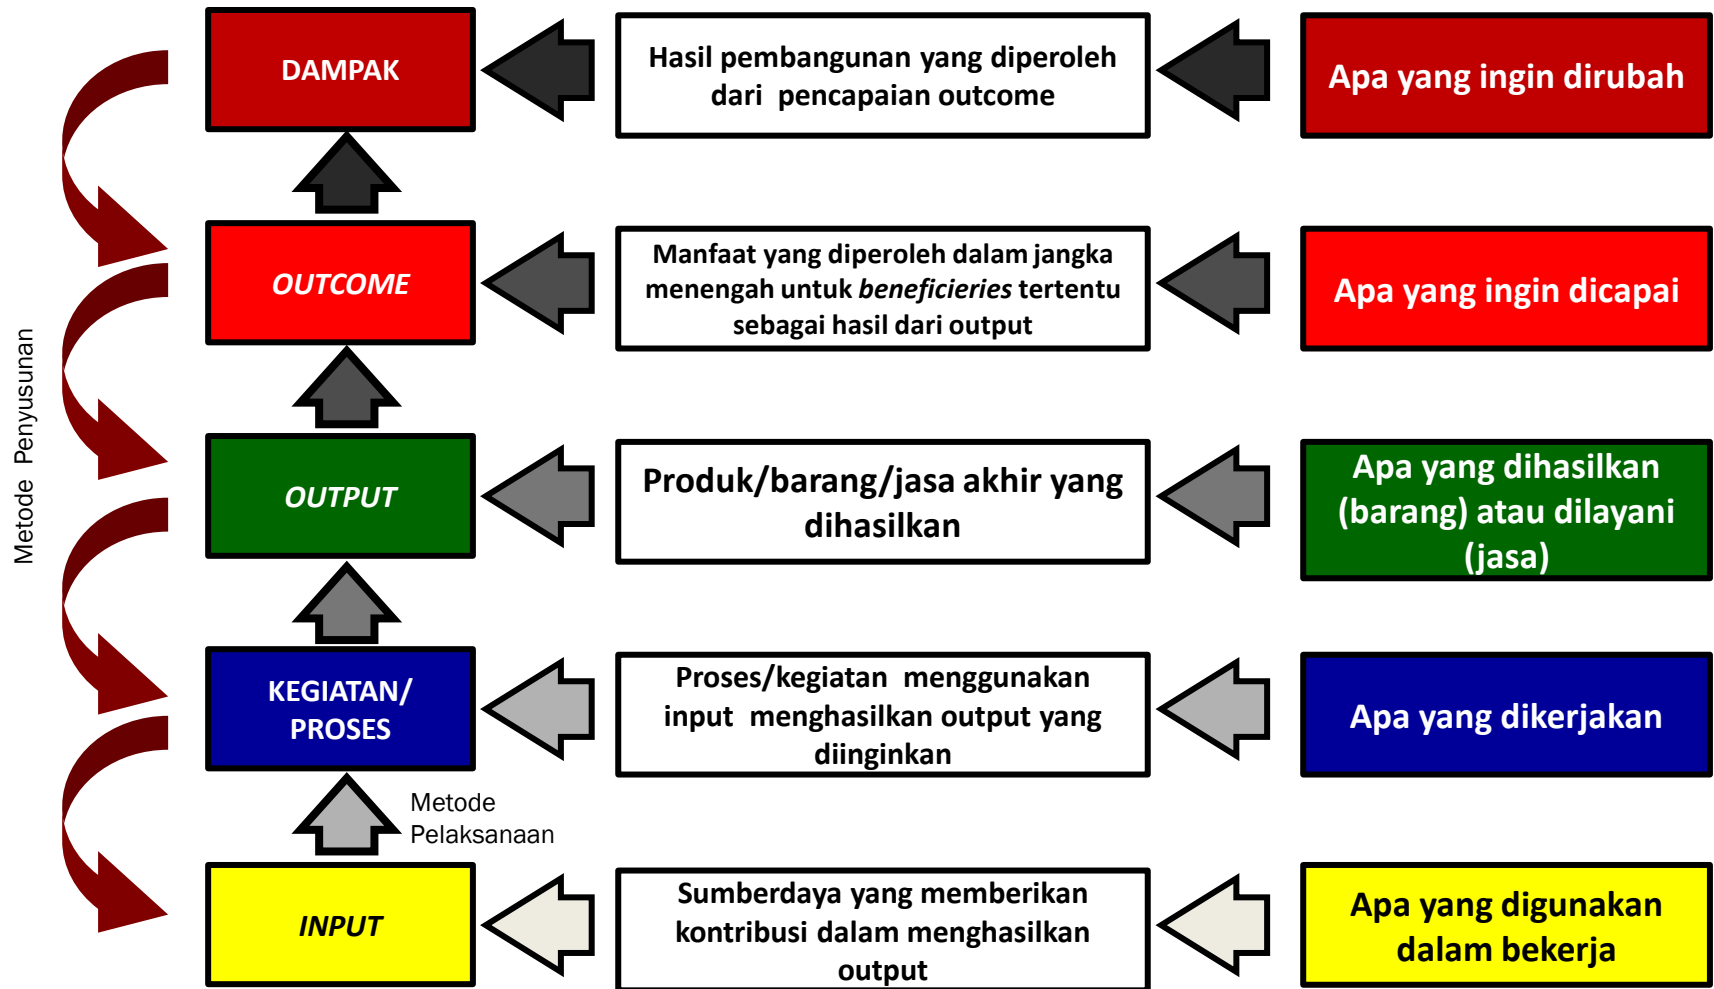 DAMPAK
Hasil pembangunan yang diperoleh
dari pencapaian outcome
Apa yang ingin dirubah
OUTCOME
Manfaat yang diperoleh dalam jangka
menengah untuk beneficieries tertentu
sebagai hasil dari output
Apa yang ingin dicapai
Metode Penyusunan
OUTPUT
Produk/barang/jasa akhir yang
dihasilkan
Apa yang dihasilkan
(barang) atau dilayani
(jasa)
KEGIATAN/
PROSES
Proses/kegiatan menggunakan
input menghasilkan output yang
diinginkan
Apa yang dikerjakan
Metode
Pelaksanaan
INPUT
Sumberdaya yang memberikan
kontribusi dalam menghasilkan
output
Apa yang digunakan
dalam bekerja